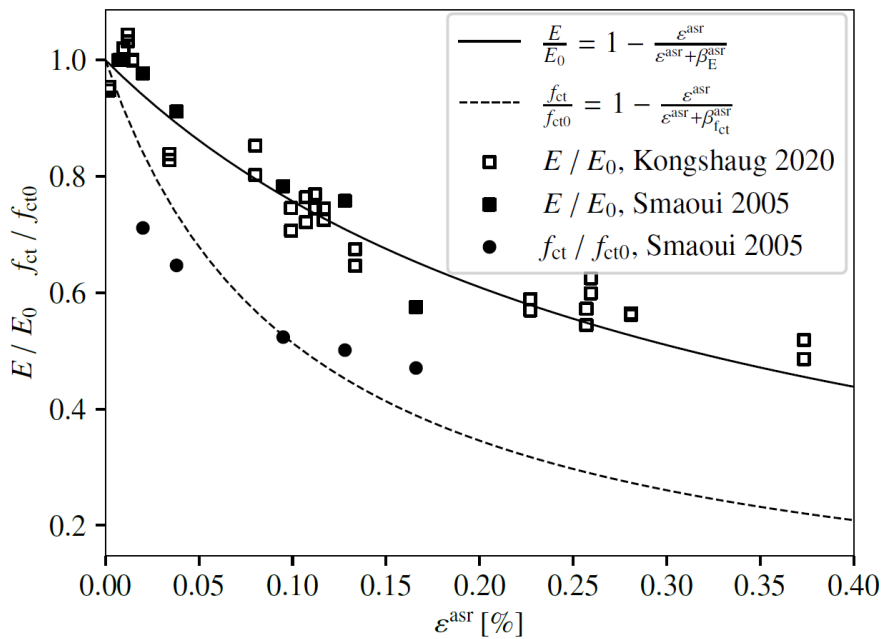 E / E₀   f_ct / f_ct0
1.0
0.8
0.6
0.4
0.2
0.00 0.05 0.10 0.15 0.20 0.25 0.30 0.35 0.40
ε^asr [%]
E/E₀ = 1 − ε^asr/(ε^asr+β_E^asr)
f_ct/f_ct0 = 1 − ε^asr/(ε^asr+β_fct^asr)
E / E₀, Kongshaug 2020
E / E₀, Smaoui 2005
f_ct / f_ct0, Smaoui 2005